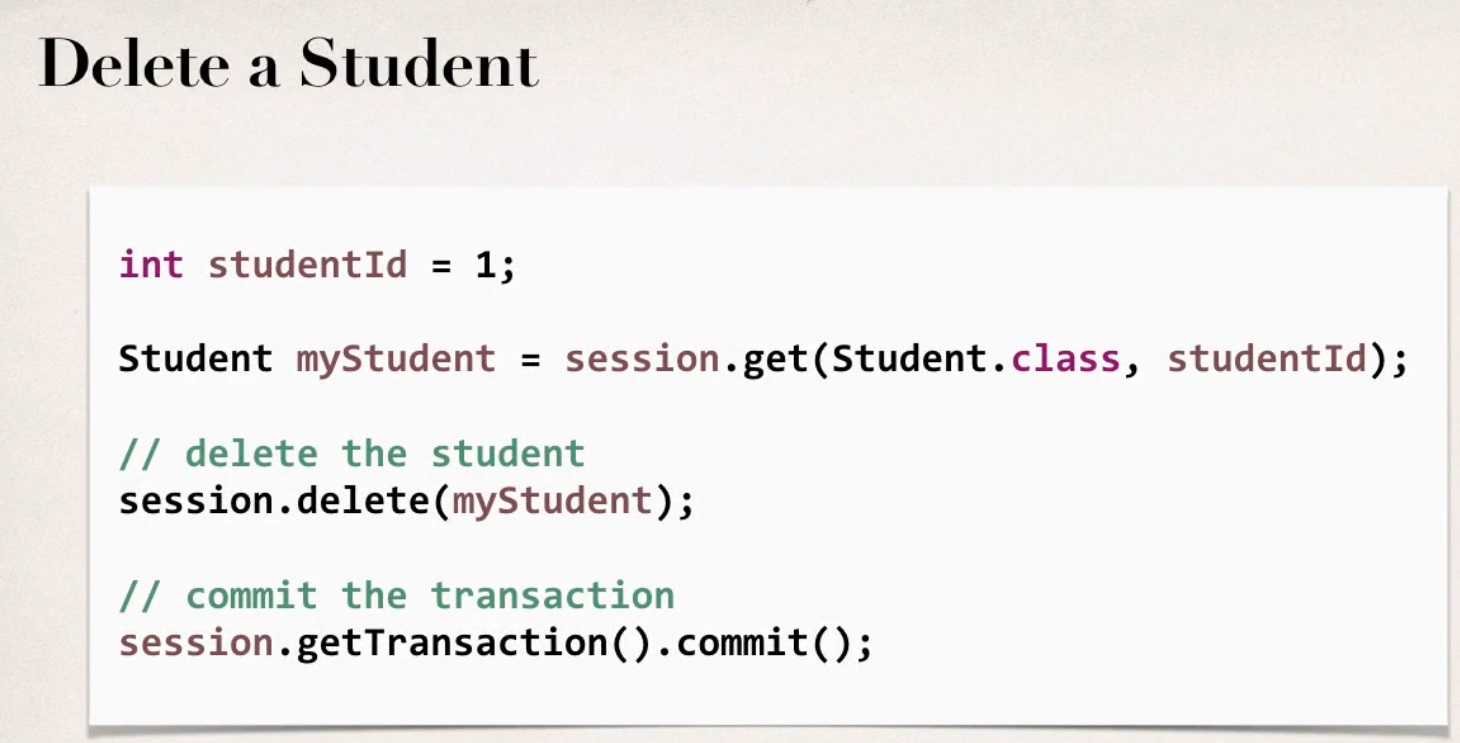 Delete a Student
int studentId = 1;
Student myStudent = session.get(Student.class, studentId);
// delete the student
session.delete(myStudent);
// commit the transaction
session.getTransaction().commit();